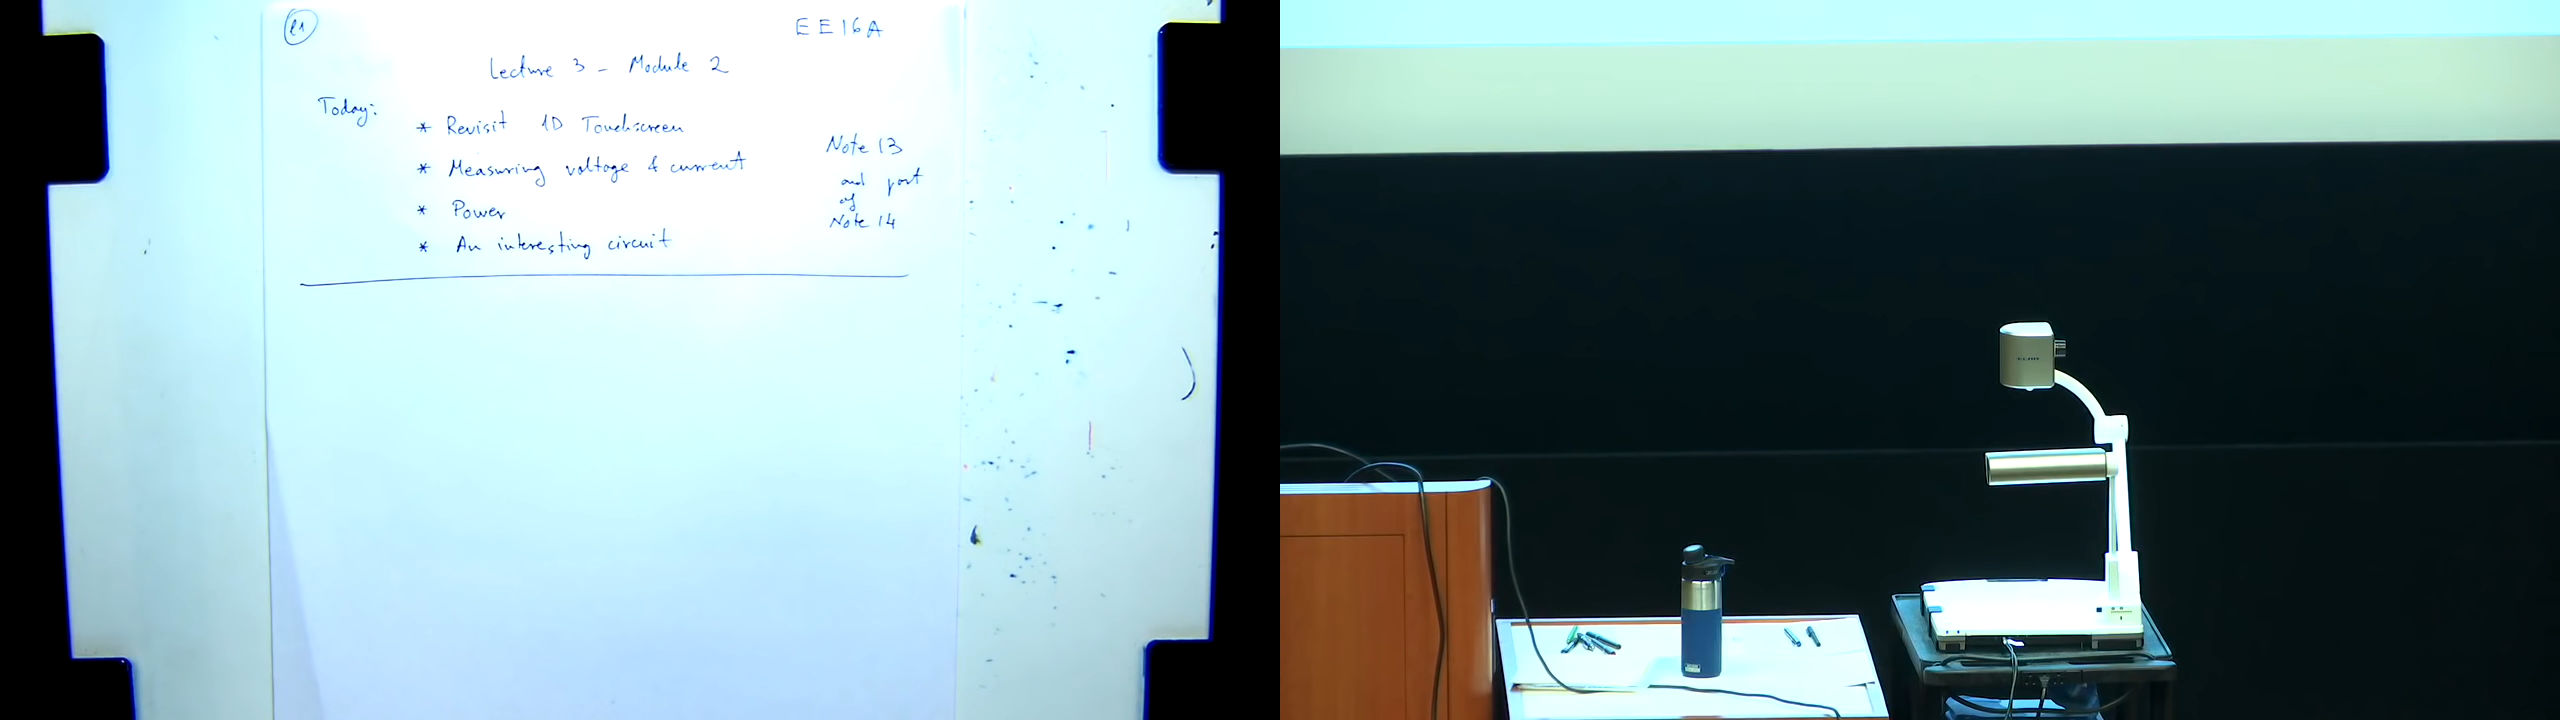 EE16A
Lecture 3 - Module 2
Today:
* Revisit 1D Touchscreen
* Measuring voltage & current
* Power
* An interesting circuit
Note 13
and part
of
Note 14